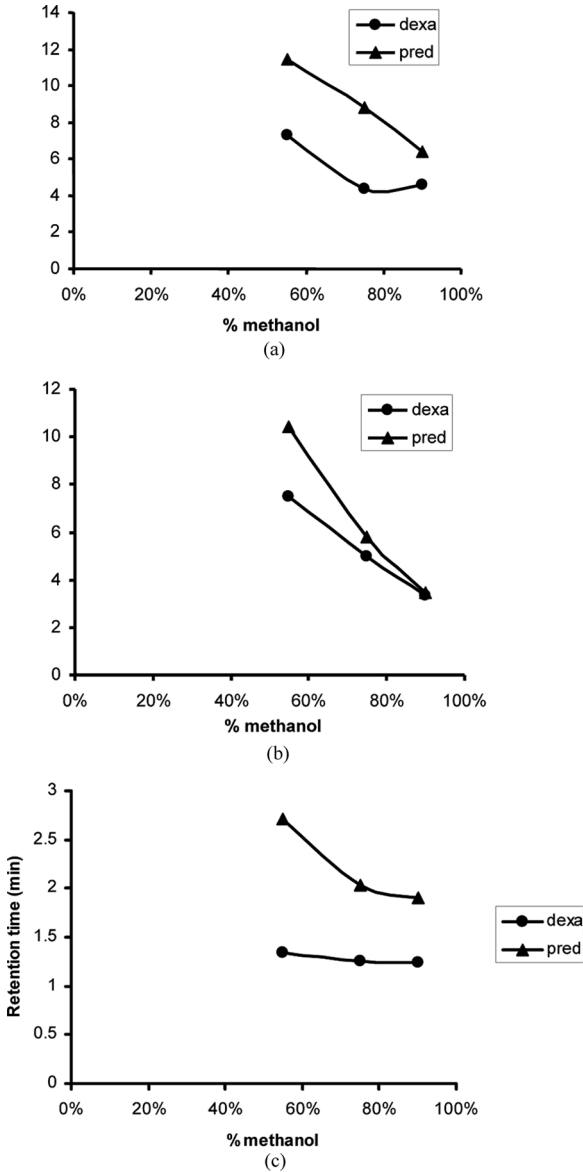 14
12
10
8
6
4
2
0
dexa
pred
0% 20% 40% 60% 80% 100%
% methanol
(a)
12
10
8
6
4
2
0
dexa
pred
0% 20% 40% 60% 80% 100%
% methanol
(b)
Retention time (min)
3
2.5
2
1.5
1
0.5
0
dexa
pred
0% 20% 40% 60% 80% 100%
% methanol
(c)